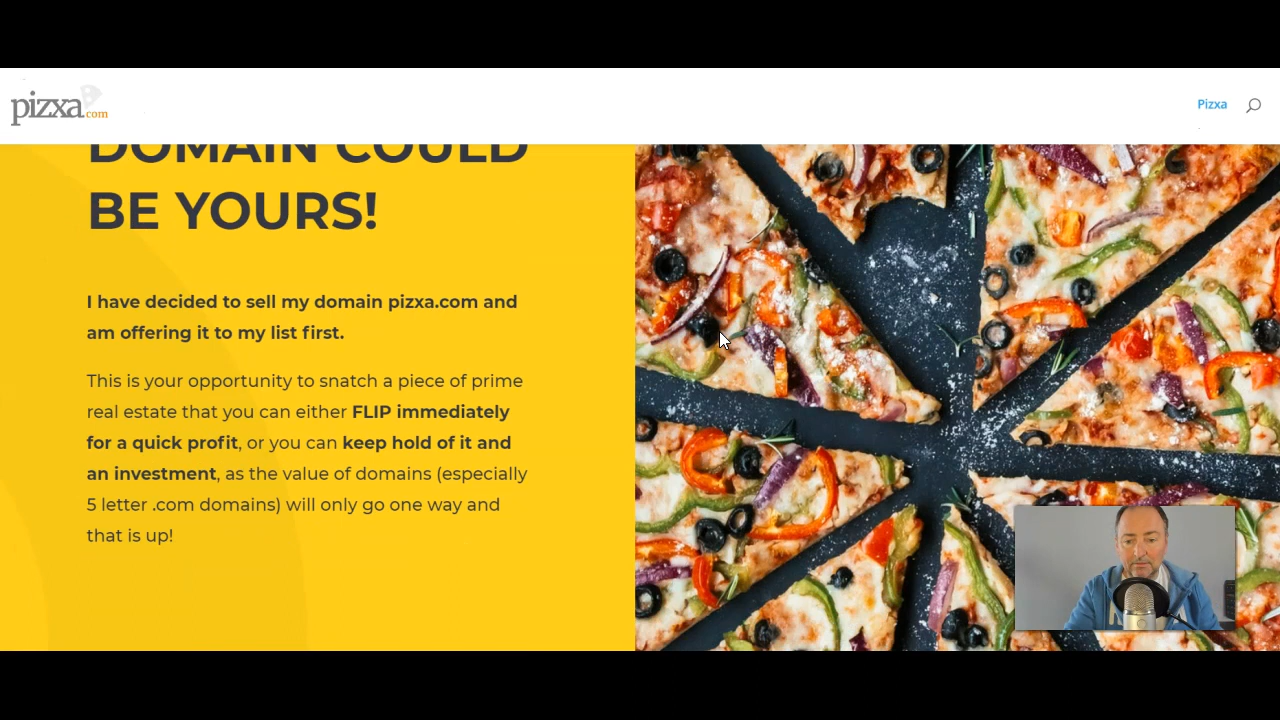 pizxa.com
Pizxa
DOMAIN COULD
BE YOURS!
I have decided to sell my domain pizxa.com and
am offering it to my list first.
This is your opportunity to snatch a piece of prime
real estate that you can either FLIP immediately
for a quick profit, or you can keep hold of it and
an investment, as the value of domains (especially
5 letter .com domains) will only go one way and
that is up!